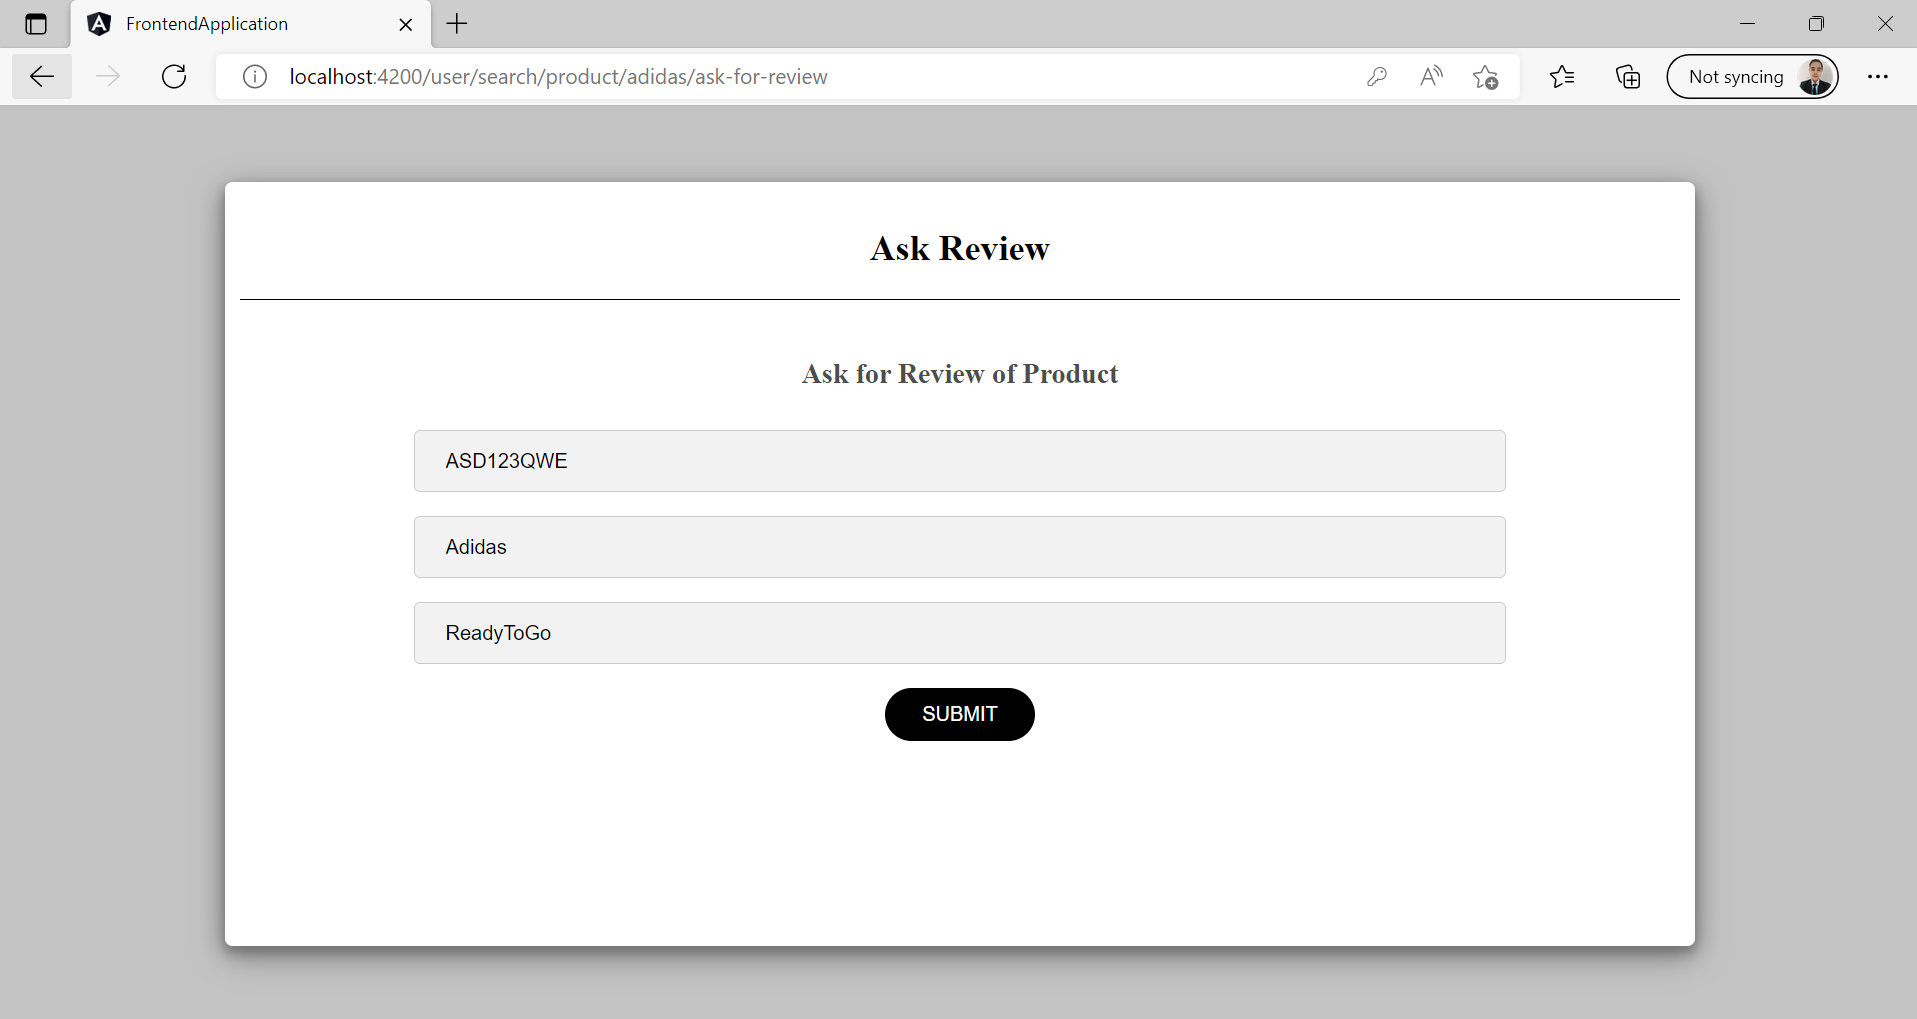 FrontendApplication
localhost:4200/user/search/product/adidas/ask-for-review
Not syncing
Ask Review
Ask for Review of Product
ASD123QWE
Adidas
ReadyToGo
SUBMIT